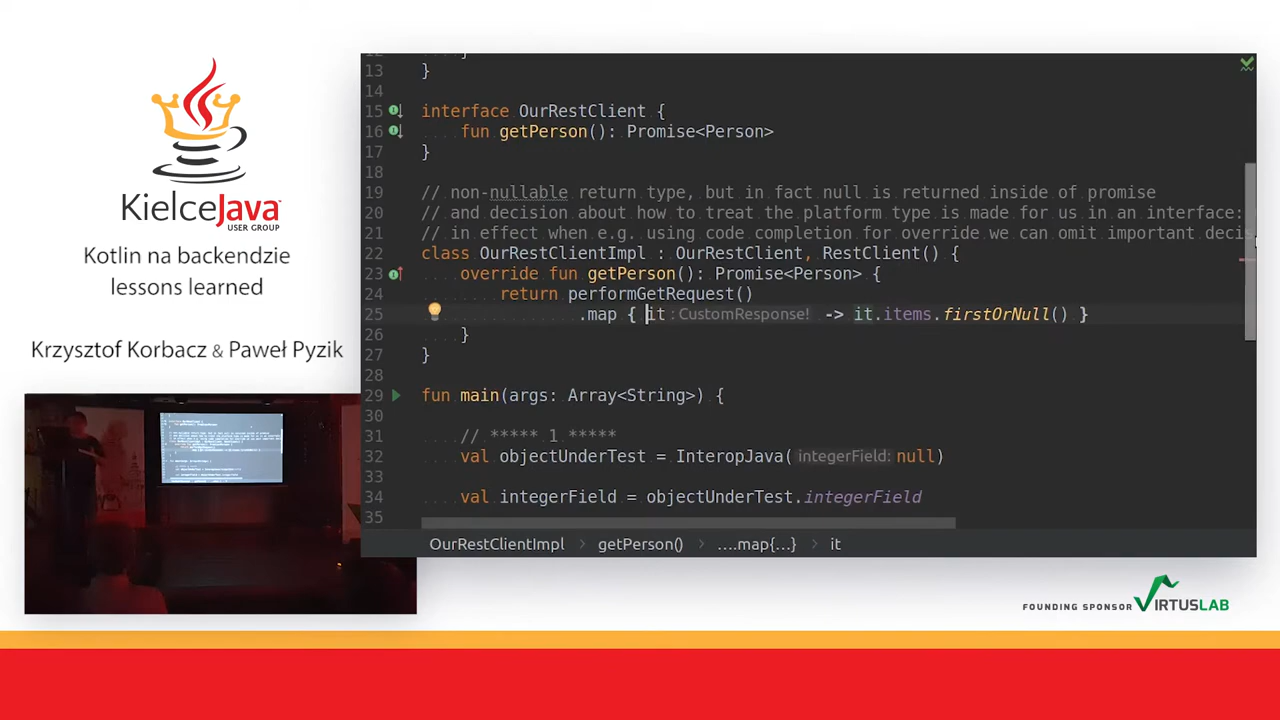 KielceJava
USER GROUP
Kotlin na backendzie
lessons learned
Krzysztof Korbacz & Paweł Pyzik
13 }
14
15 interface OurRestClient {
16 fun getPerson(): Promise<Person>
17 }
18
19 // non-nullable return type, but in fact null is returned inside of promise
20 // and decision about how to treat the platform type is made for us in an interface:
21 // in effect when e.g. using code completion for override we can omit important decis
22 class OurRestClientImpl : OurRestClient, RestClient() {
23 override fun getPerson(): Promise<Person> {
24 return performGetRequest()
25 .map { it : CustomResponse! -> it.items.firstOrNull() }
26 }
27 }
28
29 fun main(args: Array<String>) {
30
31 // ***** 1 *****
32 val objectUnderTest = InteropJava( integerField: null)
33
34 val integerField = objectUnderTest.integerField
35
OurRestClientImpl > getPerson() > ….map{…} > it
FOUNDING SPONSOR VIRTUSLAB